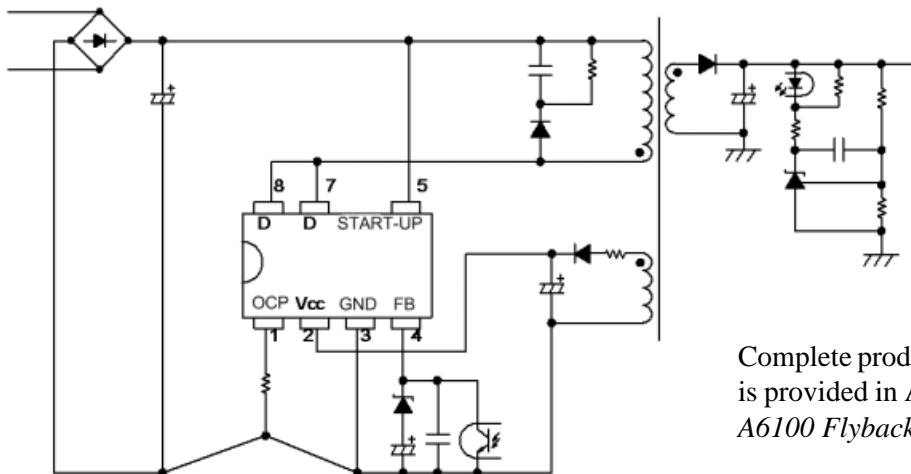 8 7 5
D D START-UP
OCP Vcc GND FB
1 2 3 4
+
+
+
+
Complete prod
is provided in A
A6100 Flyback